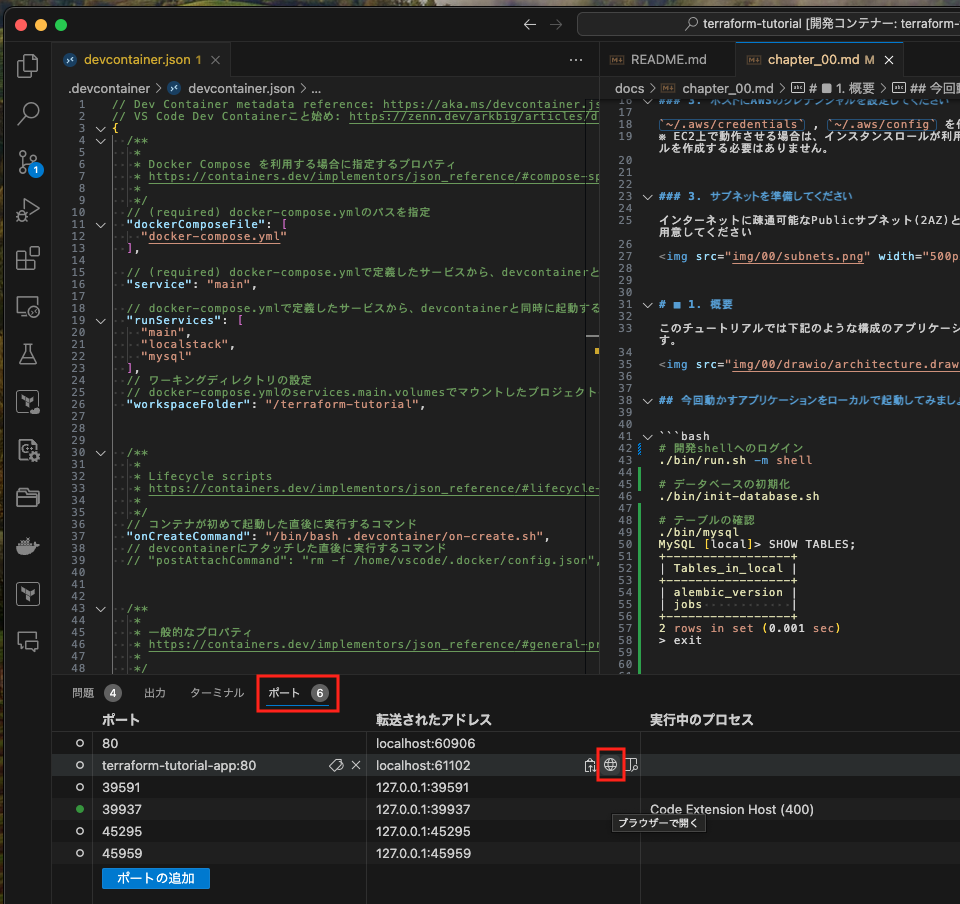 terraform-tutorial [開発コンテナー: terraform-
devcontainer.json 1
.devcontainer > devcontainer.json > ...
1 // Dev Container metadata reference: https://aka.ms/devcontainer.js
2 // VS Code Dev Containerこと始め: https://zenn.dev/arkbig/articles/d
3 {
4 /**
5 *
6 * Docker Compose を利用する場合に指定するプロパティ
7 * https://containers.dev/implementors/json_reference/#compose-sp
8 *
9 */
10 // (required) docker-compose.ymlのパスを指定
11 "dockerComposeFile": [
12 "docker-compose.yml"
13 ],
14
15 // (required) docker-compose.ymlで定義したサービスから、devcontainerと
16 "service": "main",
17
18 // docker-compose.ymlで定義したサービスから、devcontainerと同時に起動する
19 "runServices": [
20 "main",
21 "localstack",
22 "mysql"
23 ],
24 // ワーキングディレクトリの設定
25 // docker-compose.ymlのservices.main.volumesでマウントしたプロジェクト
26 "workspaceFolder": "/terraform-tutorial",
27
28
29
30 /**
31 *
32 * Lifecycle scripts
33 * https://containers.dev/implementors/json_reference/#lifecycle-
34 *
35 */
36 // コンテナが初めて起動した直後に実行するコマンド
37 "onCreateCommand": "/bin/bash .devcontainer/on-create.sh",
38 // devcontainerにアタッチした直後に実行するコマンド
39 // "postAttachCommand": "rm -f /home/vscode/.docker/config.json",
40
41
42
43 /**
44 *
45 * 一般的なプロパティ
46 * https://containers.dev/implementors/json_reference/#general-pr
47 *
48 */
README.md
chapter_00.md M
docs > chapter_00.md > # ■ 1. 概要 > ## 今回
16 ### 3. ホストにAWSのクレデンシャルを設定してください
17
18 `~/.aws/credentials` , `~/.aws/config` を作
19 ※ EC2上で動作させる場合は、インスタンスロールが利用
ルを作成する必要はありません。
20
21
22
23 ### 3. サブネットを準備してください
24
25 インターネットに疎通可能なPublicサブネット(2AZ)と
用意してください
26
27 <img src="img/00/subnets.png" width="500p
28
29
30
31 # ■ 1. 概要
32
33 このチュートリアルでは下記のような構成のアプリケーシ
す。
34
35 <img src="img/00/drawio/architecture.draw
36
37
38 ## 今回動かすアプリケーションをローカルで起動してみまし
39
40
41 ```bash
42 # 開発shellへのログイン
43 ./bin/run.sh -m shell
44
45 # データベースの初期化
46 ./bin/init-database.sh
47
48 # テーブルの確認
49 ./bin/mysql
50 MySQL [local]> SHOW TABLES;
51 +-----------------+
52 | Tables_in_local |
53 +-----------------+
54 | alembic_version |
55 | jobs |
56 +-----------------+
57 2 rows in set (0.001 sec)
58 > exit
59
60
問題 4 出力 ターミナル ポート 6
ポート 転送されたアドレス 実行中のプロセス
80 localhost:60906
terraform-tutorial-app:80 localhost:61102
39591 127.0.0.1:39591
39937 127.0.0.1:39937 Code Extension Host (400)
ブラウザーで開く
45295 127.0.0.1:45295
45959 127.0.0.1:45959
ポートの追加
1